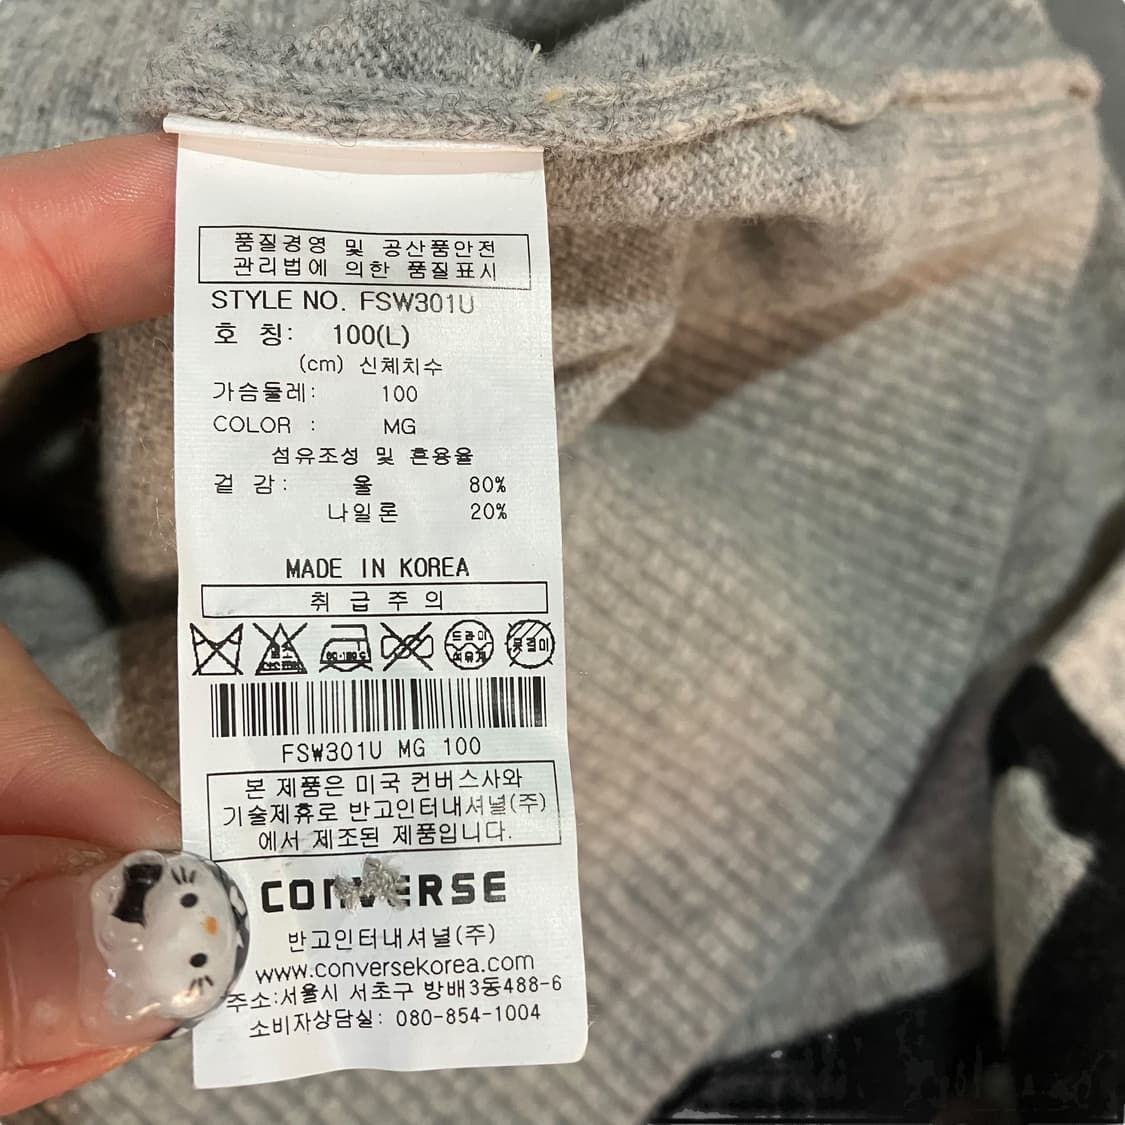 품질경영 및 공산품안전
관리법에 의한 품질표시
STYLE NO. FSW301U
호 칭: 100(L)
(cm) 신체치수
가슴둘레: 100
COLOR : MG
섬유조성 및 혼용율
겉 감: 울 80%
나일론 20%
MADE IN KOREA
취 급 주 의
드라이
석유계
FSW301U MG 100
본 제품은 미국 컨버스사와
기술제휴로 반고인터내셔널(주)
에서 제조된 제품입니다.
CONVERSE
반고인터내셔널(주)
www.conversekorea.com
주소:서울시 서초구 방배3동488-6
소비자상담실: 080-854-1004